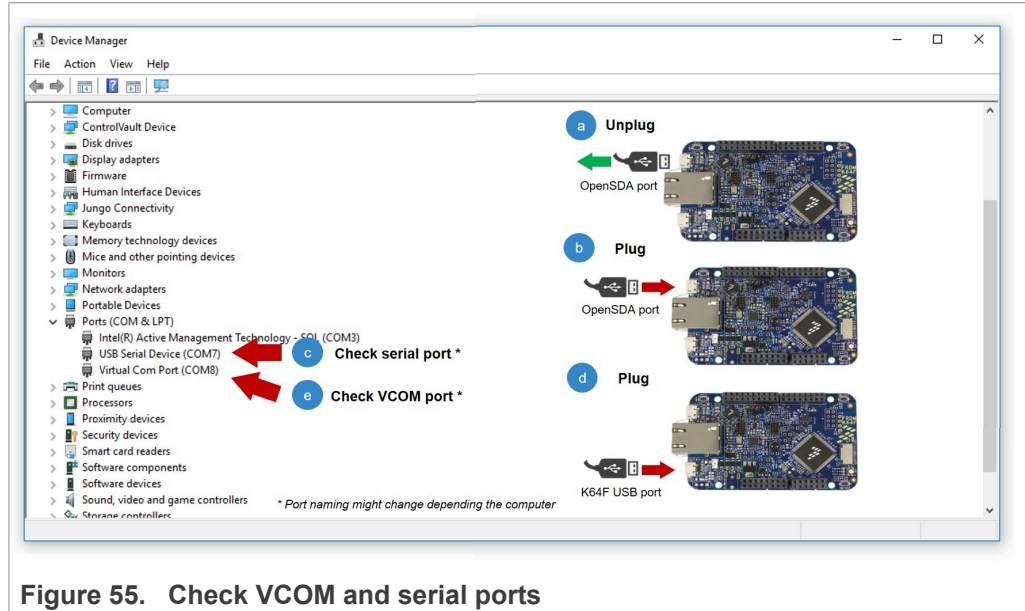 Device Manager
File Action View Help
Computer
ControlVault Device
Disk drives
Display adapters
Firmware
Human Interface Devices
Jungo Connectivity
Keyboards
Memory technology devices
Mice and other pointing devices
Monitors
Network adapters
Portable Devices
Ports (COM & LPT)
Intel(R) Active Management Technology - SOL (COM3)
USB Serial Device (COM7)
Virtual Com Port (COM8)
Print queues
Processors
Proximity devices
Security devices
Smart card readers
Software components
Software devices
Sound, video and game controllers
Storage controllers
a Unplug
OpenSDA port
b Plug
OpenSDA port
c Check serial port *
d Plug
K64F USB port
e Check VCOM port *
* Port naming might change depending the computer
Figure 55. Check VCOM and serial ports